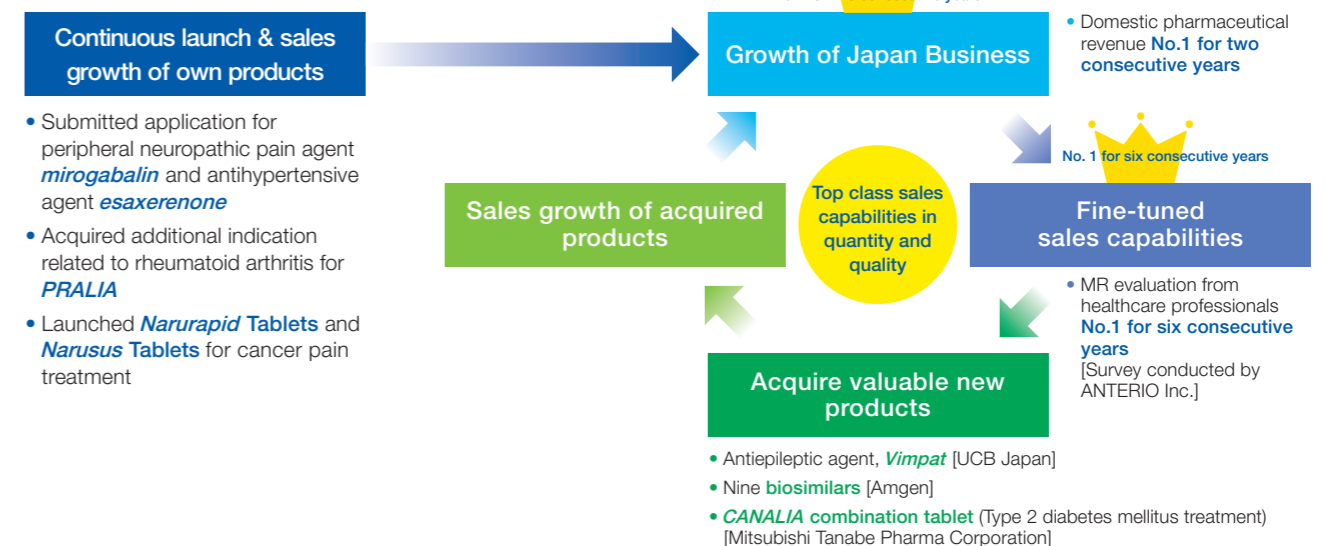 Continuous launch & sales
growth of own products
• Submitted application for
peripheral neuropathic pain agent
mirogabalin and antihypertensive
agent esaxerenone
• Acquired additional indication
related to rheumatoid arthritis for
PRALIA
• Launched Narurapid Tablets and
Narusus Tablets for cancer pain
treatment
Growth of Japan Business
• Domestic pharmaceutical
revenue No.1 for two
consecutive years
No. 1 for six consecutive years
Fine-tuned
sales capabilities
• MR evaluation from
healthcare professionals
No.1 for six consecutive
years
[Survey conducted by
ANTERIO Inc.]
Top class sales
capabilities in
quantity and
quality
Sales growth of acquired
products
Acquire valuable new
products
• Antiepileptic agent, Vimpat [UCB Japan]
• Nine biosimilars [Amgen]
• CANALIA combination tablet (Type 2 diabetes mellitus treatment)
[Mitsubishi Tanabe Pharma Corporation]